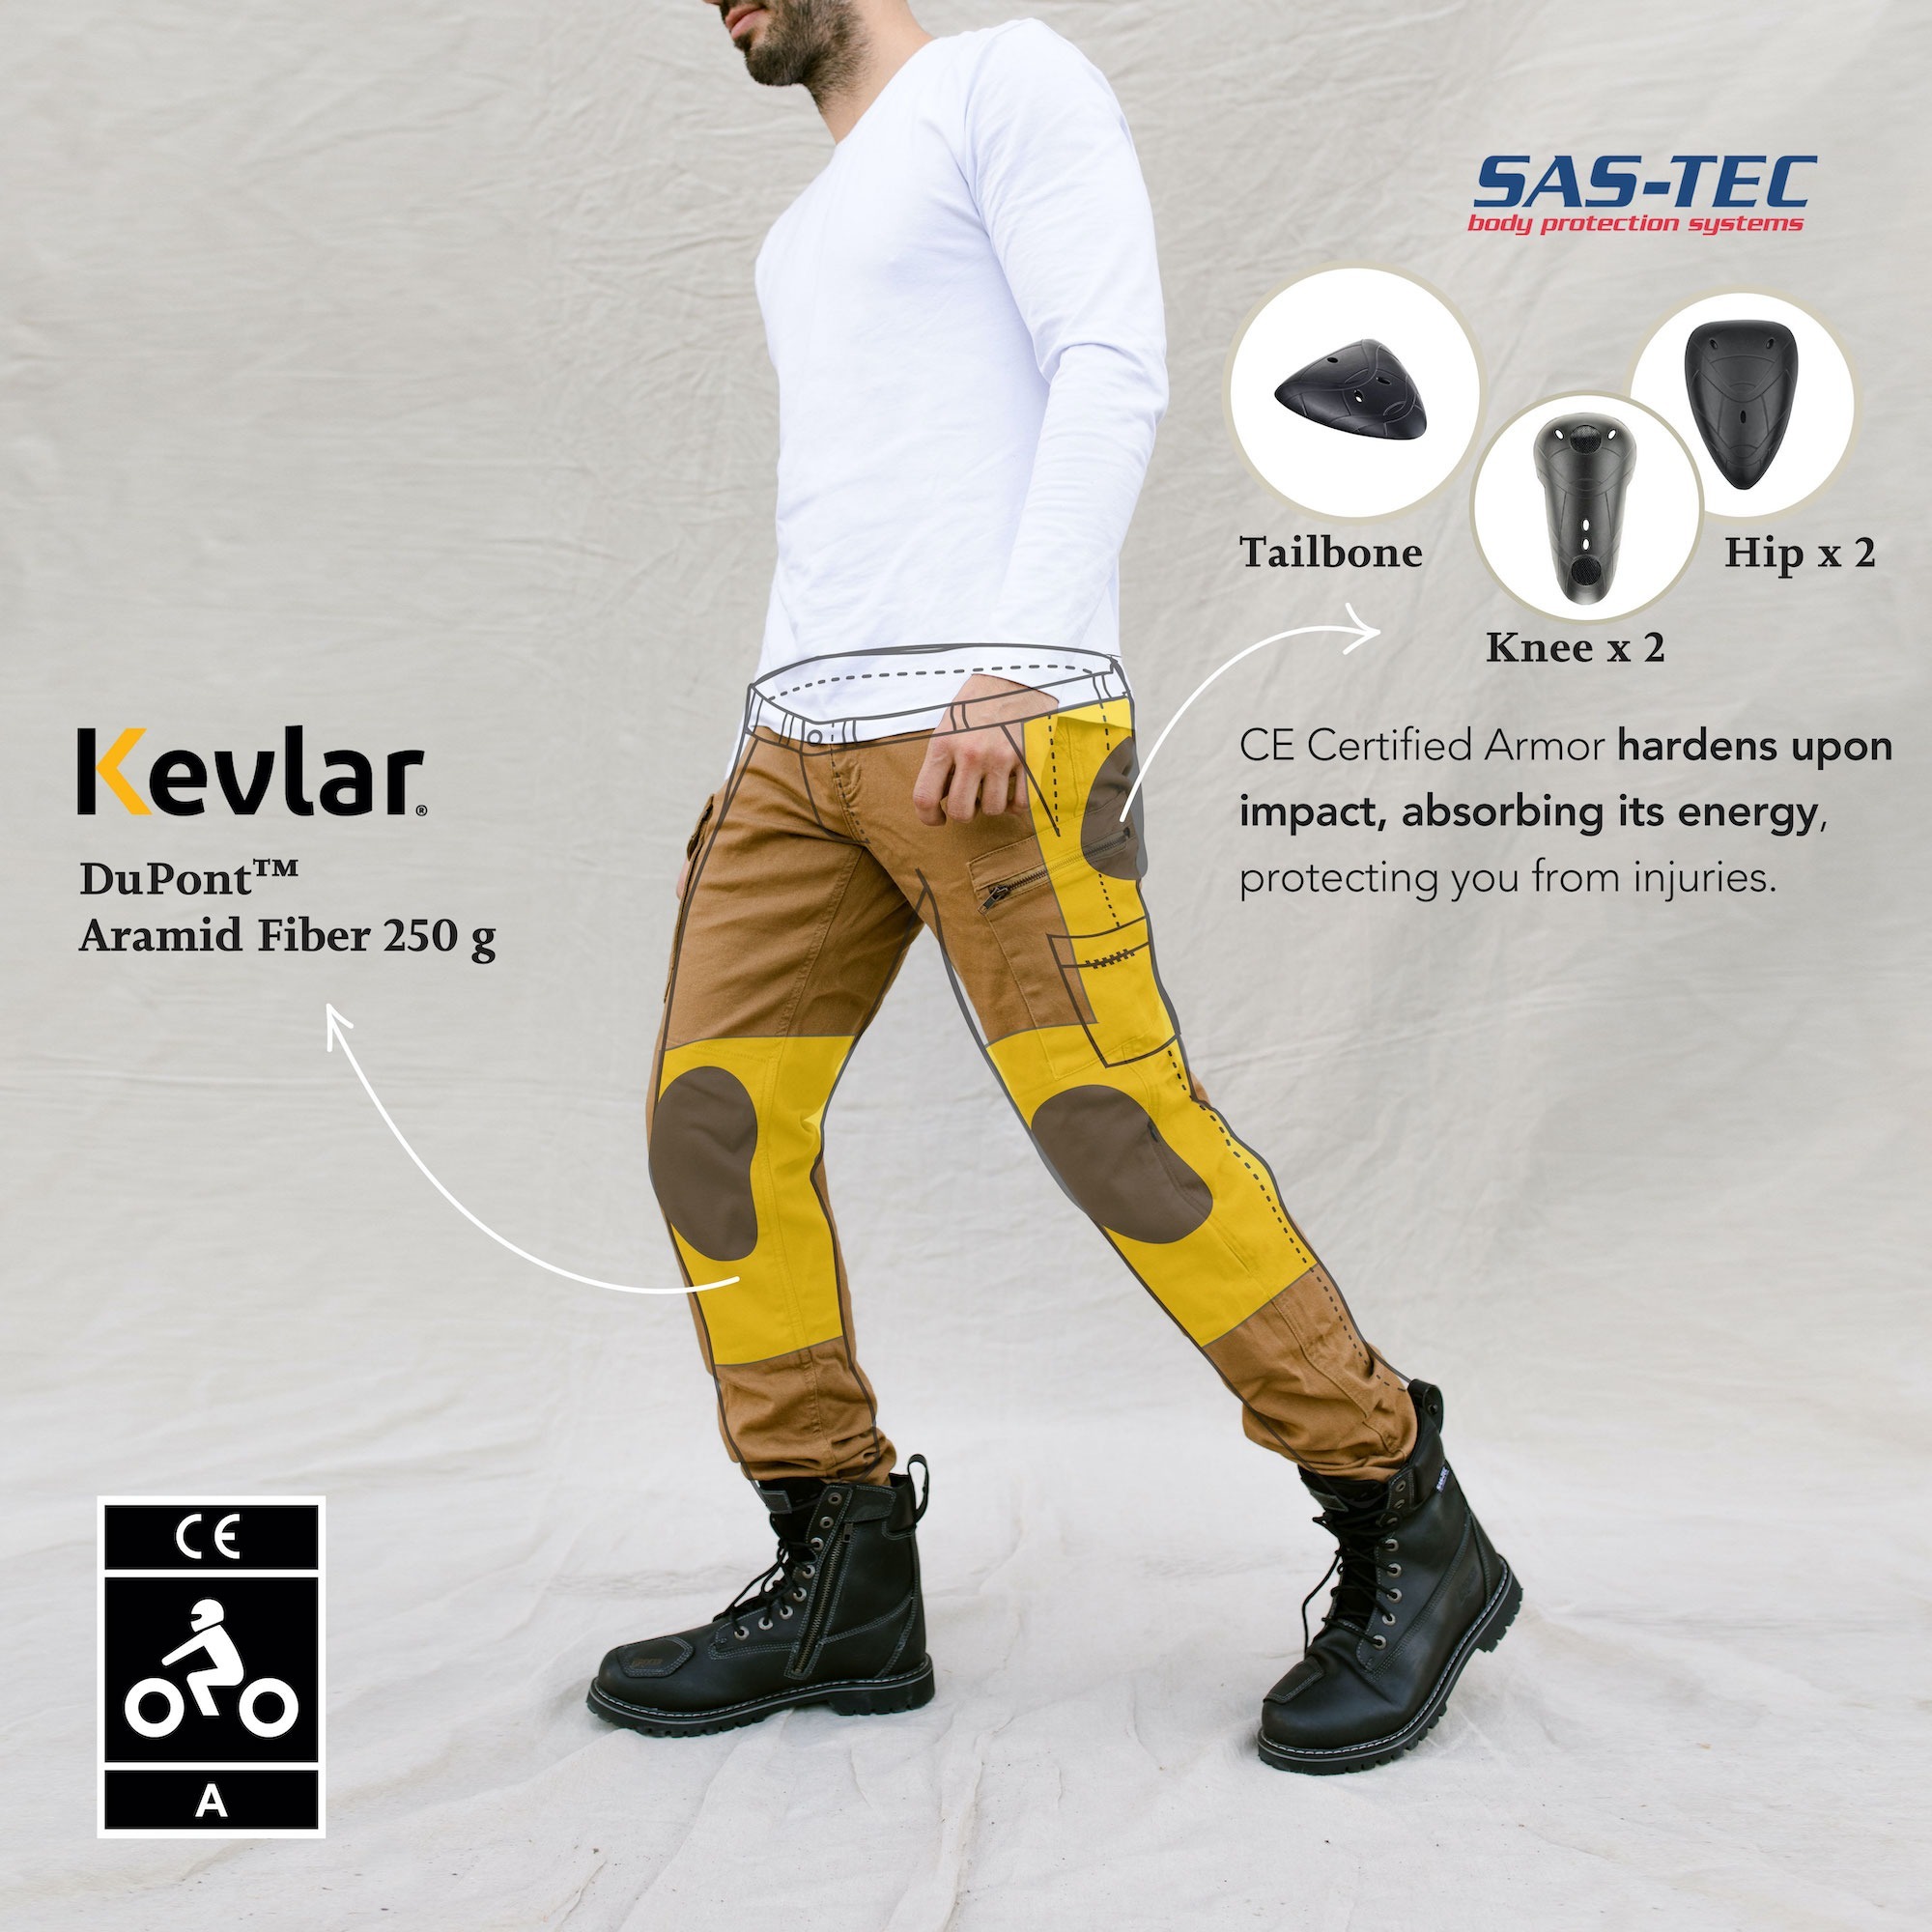 SAS-TEC
body protection systems
Tailbone
Hip x 2
Knee x 2
CE Certified Armor hardens upon
impact, absorbing its energy,
protecting you from injuries.
Kevlar®
DuPont™
Aramid Fiber 250 g
CE
A